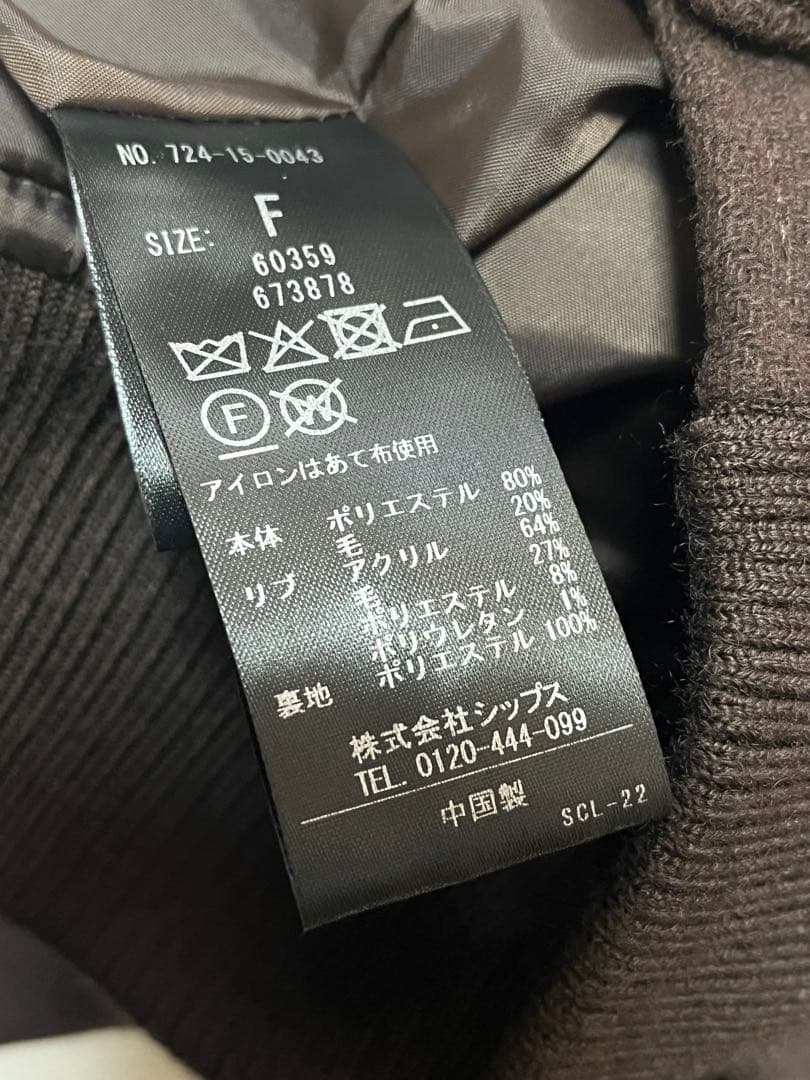 NO. 724-15-0043
SIZE: F
60359
673878
F W
アイロンはあて布使用
本体 ポリエステル 80%
毛 20%
リブ アクリル 64%
毛 27%
ポリエステル 8%
ポリウレタン 1%
裏地 ポリエステル 100%
株式会社シップス
TEL. 0120-444-099
中国製 SCL-22